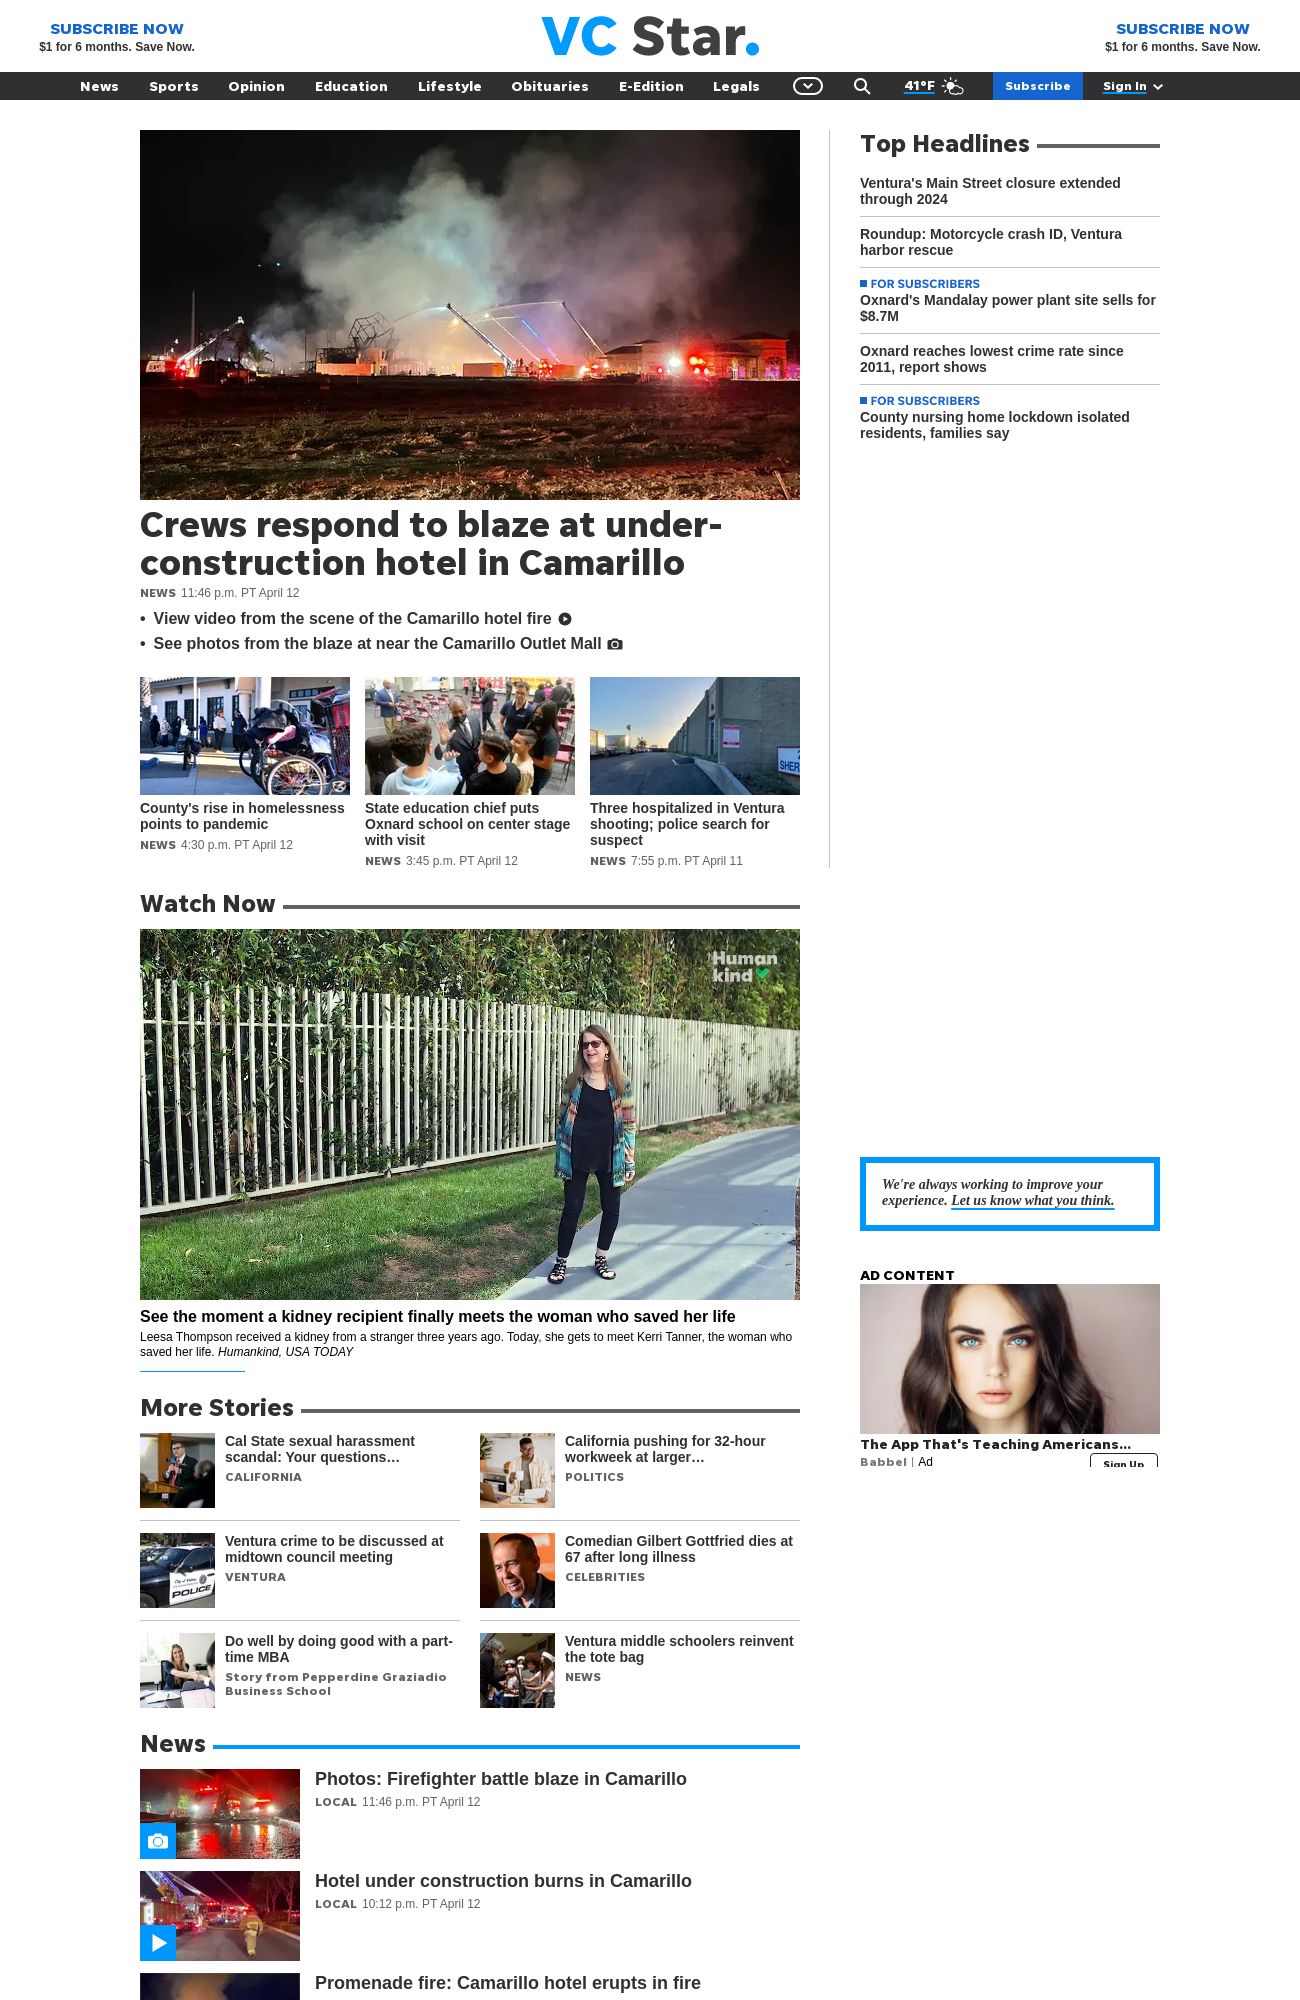 SUBSCRIBE NOW
$1 for 6 months. Save Now.
VC Star.
SUBSCRIBE NOW
$1 for 6 months. Save Now.
News Sports Opinion Education Lifestyle Obituaries E-Edition Legals 41°F Subscribe Sign In
Crews respond to blaze at under-
construction hotel in Camarillo
NEWS 11:46 p.m. PT April 12
• View video from the scene of the Camarillo hotel fire
• See photos from the blaze at near the Camarillo Outlet Mall
County's rise in homelessness
points to pandemic
NEWS 4:30 p.m. PT April 12
State education chief puts
Oxnard school on center stage
with visit
NEWS 3:45 p.m. PT April 12
SHER
Three hospitalized in Ventura
shooting; police search for
suspect
NEWS 7:55 p.m. PT April 11
Top Headlines
Ventura's Main Street closure extended
through 2024
Roundup: Motorcycle crash ID, Ventura
harbor rescue
FOR SUBSCRIBERS
Oxnard's Mandalay power plant site sells for
$8.7M
Oxnard reaches lowest crime rate since
2011, report shows
FOR SUBSCRIBERS
County nursing home lockdown isolated
residents, families say
Watch Now
Human
kind
See the moment a kidney recipient finally meets the woman who saved her life
Leesa Thompson received a kidney from a stranger three years ago. Today, she gets to meet Kerri Tanner, the woman who
saved her life. Humankind, USA TODAY
We're always working to improve your
experience. Let us know what you think.
AD CONTENT
The App That's Teaching Americans...
Babbel | Ad
Sign Up
More Stories
Cal State sexual harassment
scandal: Your questions…
CALIFORNIA
California pushing for 32-hour
workweek at larger…
POLITICS
POLICE
Ventura crime to be discussed at
midtown council meeting
VENTURA
Comedian Gilbert Gottfried dies at
67 after long illness
CELEBRITIES
Do well by doing good with a part-
time MBA
Story from Pepperdine Graziadio
Business School
Ventura middle schoolers reinvent
the tote bag
NEWS
News
Photos: Firefighter battle blaze in Camarillo
LOCAL 11:46 p.m. PT April 12
Hotel under construction burns in Camarillo
LOCAL 10:12 p.m. PT April 12
Promenade fire: Camarillo hotel erupts in fire